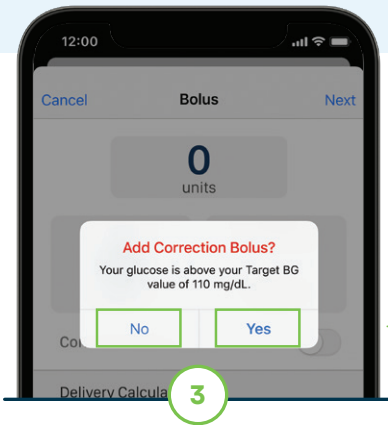 12:00
Cancel Bolus Next
0
units
Add Correction Bolus?
Your glucose is above your Target BG
value of 110 mg/dL.
No Yes
Delivery Calcula
3